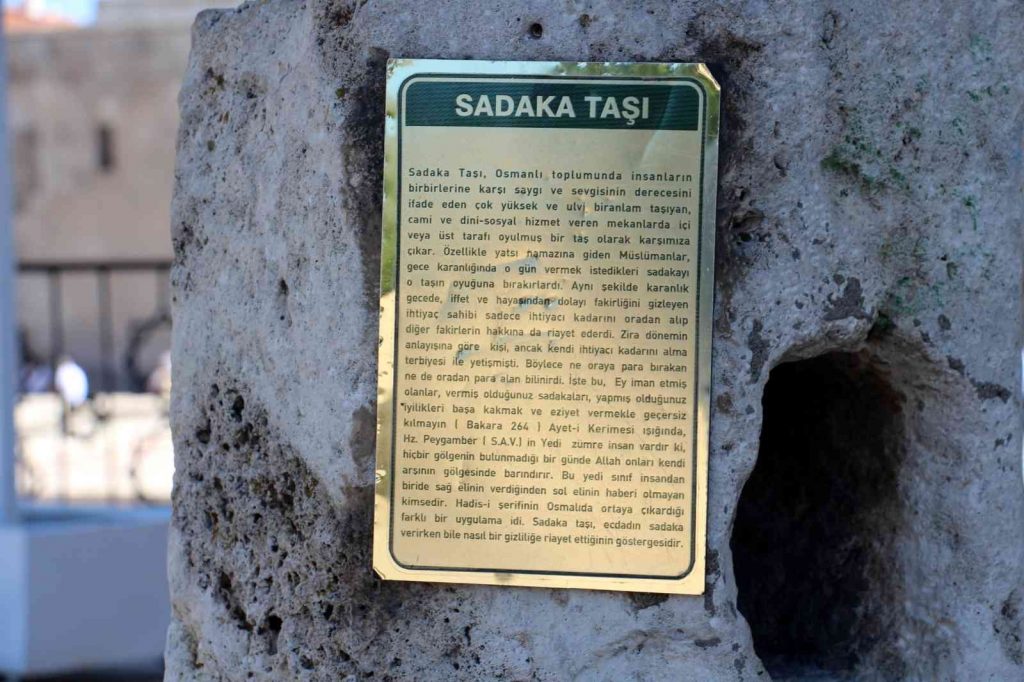 SADAKA TAŞI
Sadaka Taşı, Osmanlı toplumunda insanların
birbirlerine karşı saygı ve sevgisinin derecesini
ifade eden çok yüksek ve ulvi biranlam taşıyan,
cami ve dini-sosyal hizmet veren mekanlarda içi
veya üst tarafı oyulmuş bir taş olarak karşımıza
çıkar. Özellikle yatsı namazına giden Müslümanlar,
gece karanlığında o gün vermek istedikleri sadakayı
o taşın oyuğuna bırakırlardı. Aynı şekilde karanlık
gecede, iffet ve hayasından dolayı fakirliğini gizleyen
ihtiyaç sahibi sadece ihtiyacı kadarını oradan alıp
diğer fakirlerin hakkına da riayet ederdi. Zira dönemin
anlayışına göre kişi, ancak kendi ihtiyacı kadarını alma
terbiyesi ile yetişmişti. Böylece ne oraya para bırakan
ne de oradan para alan bilinirdi. İşte bu, Ey iman etmiş
olanlar, vermiş olduğunuz sadakaları, yapmış olduğunuz
iyilikleri başa kakmak ve eziyet vermekle geçersiz
kılmayın ( Bakara 264 ) Ayet-i Kerimesi ışığında,
Hz. Peygamber ( S.A.V.) in Yedi zümre insan vardır ki,
hiçbir gölgenin bulunmadığı bir günde Allah onları kendi
arşının gölgesinde barındırır. Bu yedi sınıf insandan
biride sağ elinin verdiğinden sol elinin haberi olmayan
kimsedir. Hadis-i şerifinin Osmalıda ortaya çıkardığı
farklı bir uygulama idi. Sadaka taşı, ecdadın sadaka
verirken bile nasıl bir gizliliğe riayet ettiğinin göstergesidir.